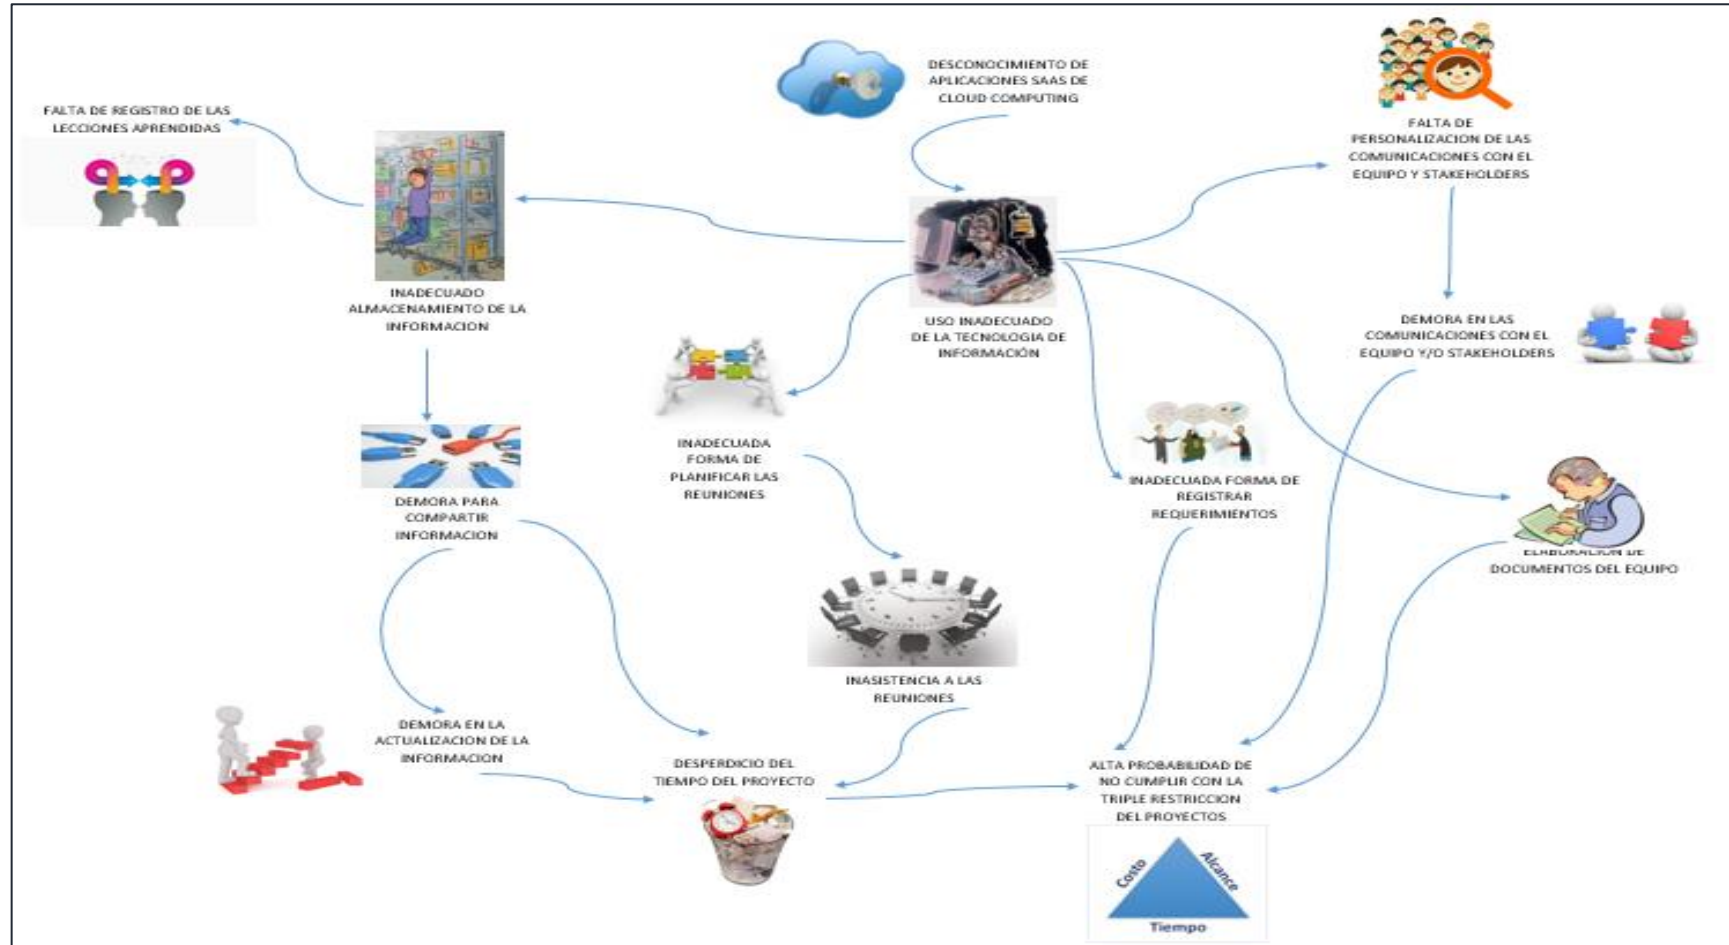 DESCONOCIMIENTO DE
APLICACIONES SAAS DE
CLOUD COMPUTING
FALTA DE REGISTRO DE LAS
LECCIONES APRENDIDAS
FALTA DE
PERSONALIZACION DE LAS
COMUNICACIONES CON EL
EQUIPO Y STAKEHOLDERS
INADECUADO
ALMACENAMIENTO DE LA
INFORMACION
USO INADECUADO
DE LA TECNOLOGIA DE
INFORMACIÓN
DEMORA EN LAS
COMUNICACIONES CON EL
EQUIPO Y/O STAKEHOLDERS
INADECUADA
FORMA DE
PLANIFICAR LAS
REUNIONES
INADECUADA FORMA DE
REGISTRAR
REQUERIMIENTOS
DEMORA PARA
COMPARTIR
INFORMACION
ELABORACION DE
DOCUMENTOS DEL EQUIPO
INASISTENCIA A LAS
REUNIONES
DEMORA EN LA
ACTUALIZACION DE LA
INFORMACION
DESPERDICIO DEL
TIEMPO DEL PROYECTO
ALTA PROBABILIDAD DE
NO CUMPLIR CON LA
TRIPLE RESTRICCION
DEL PROYECTOS
Costo
Alcance
Tiempo